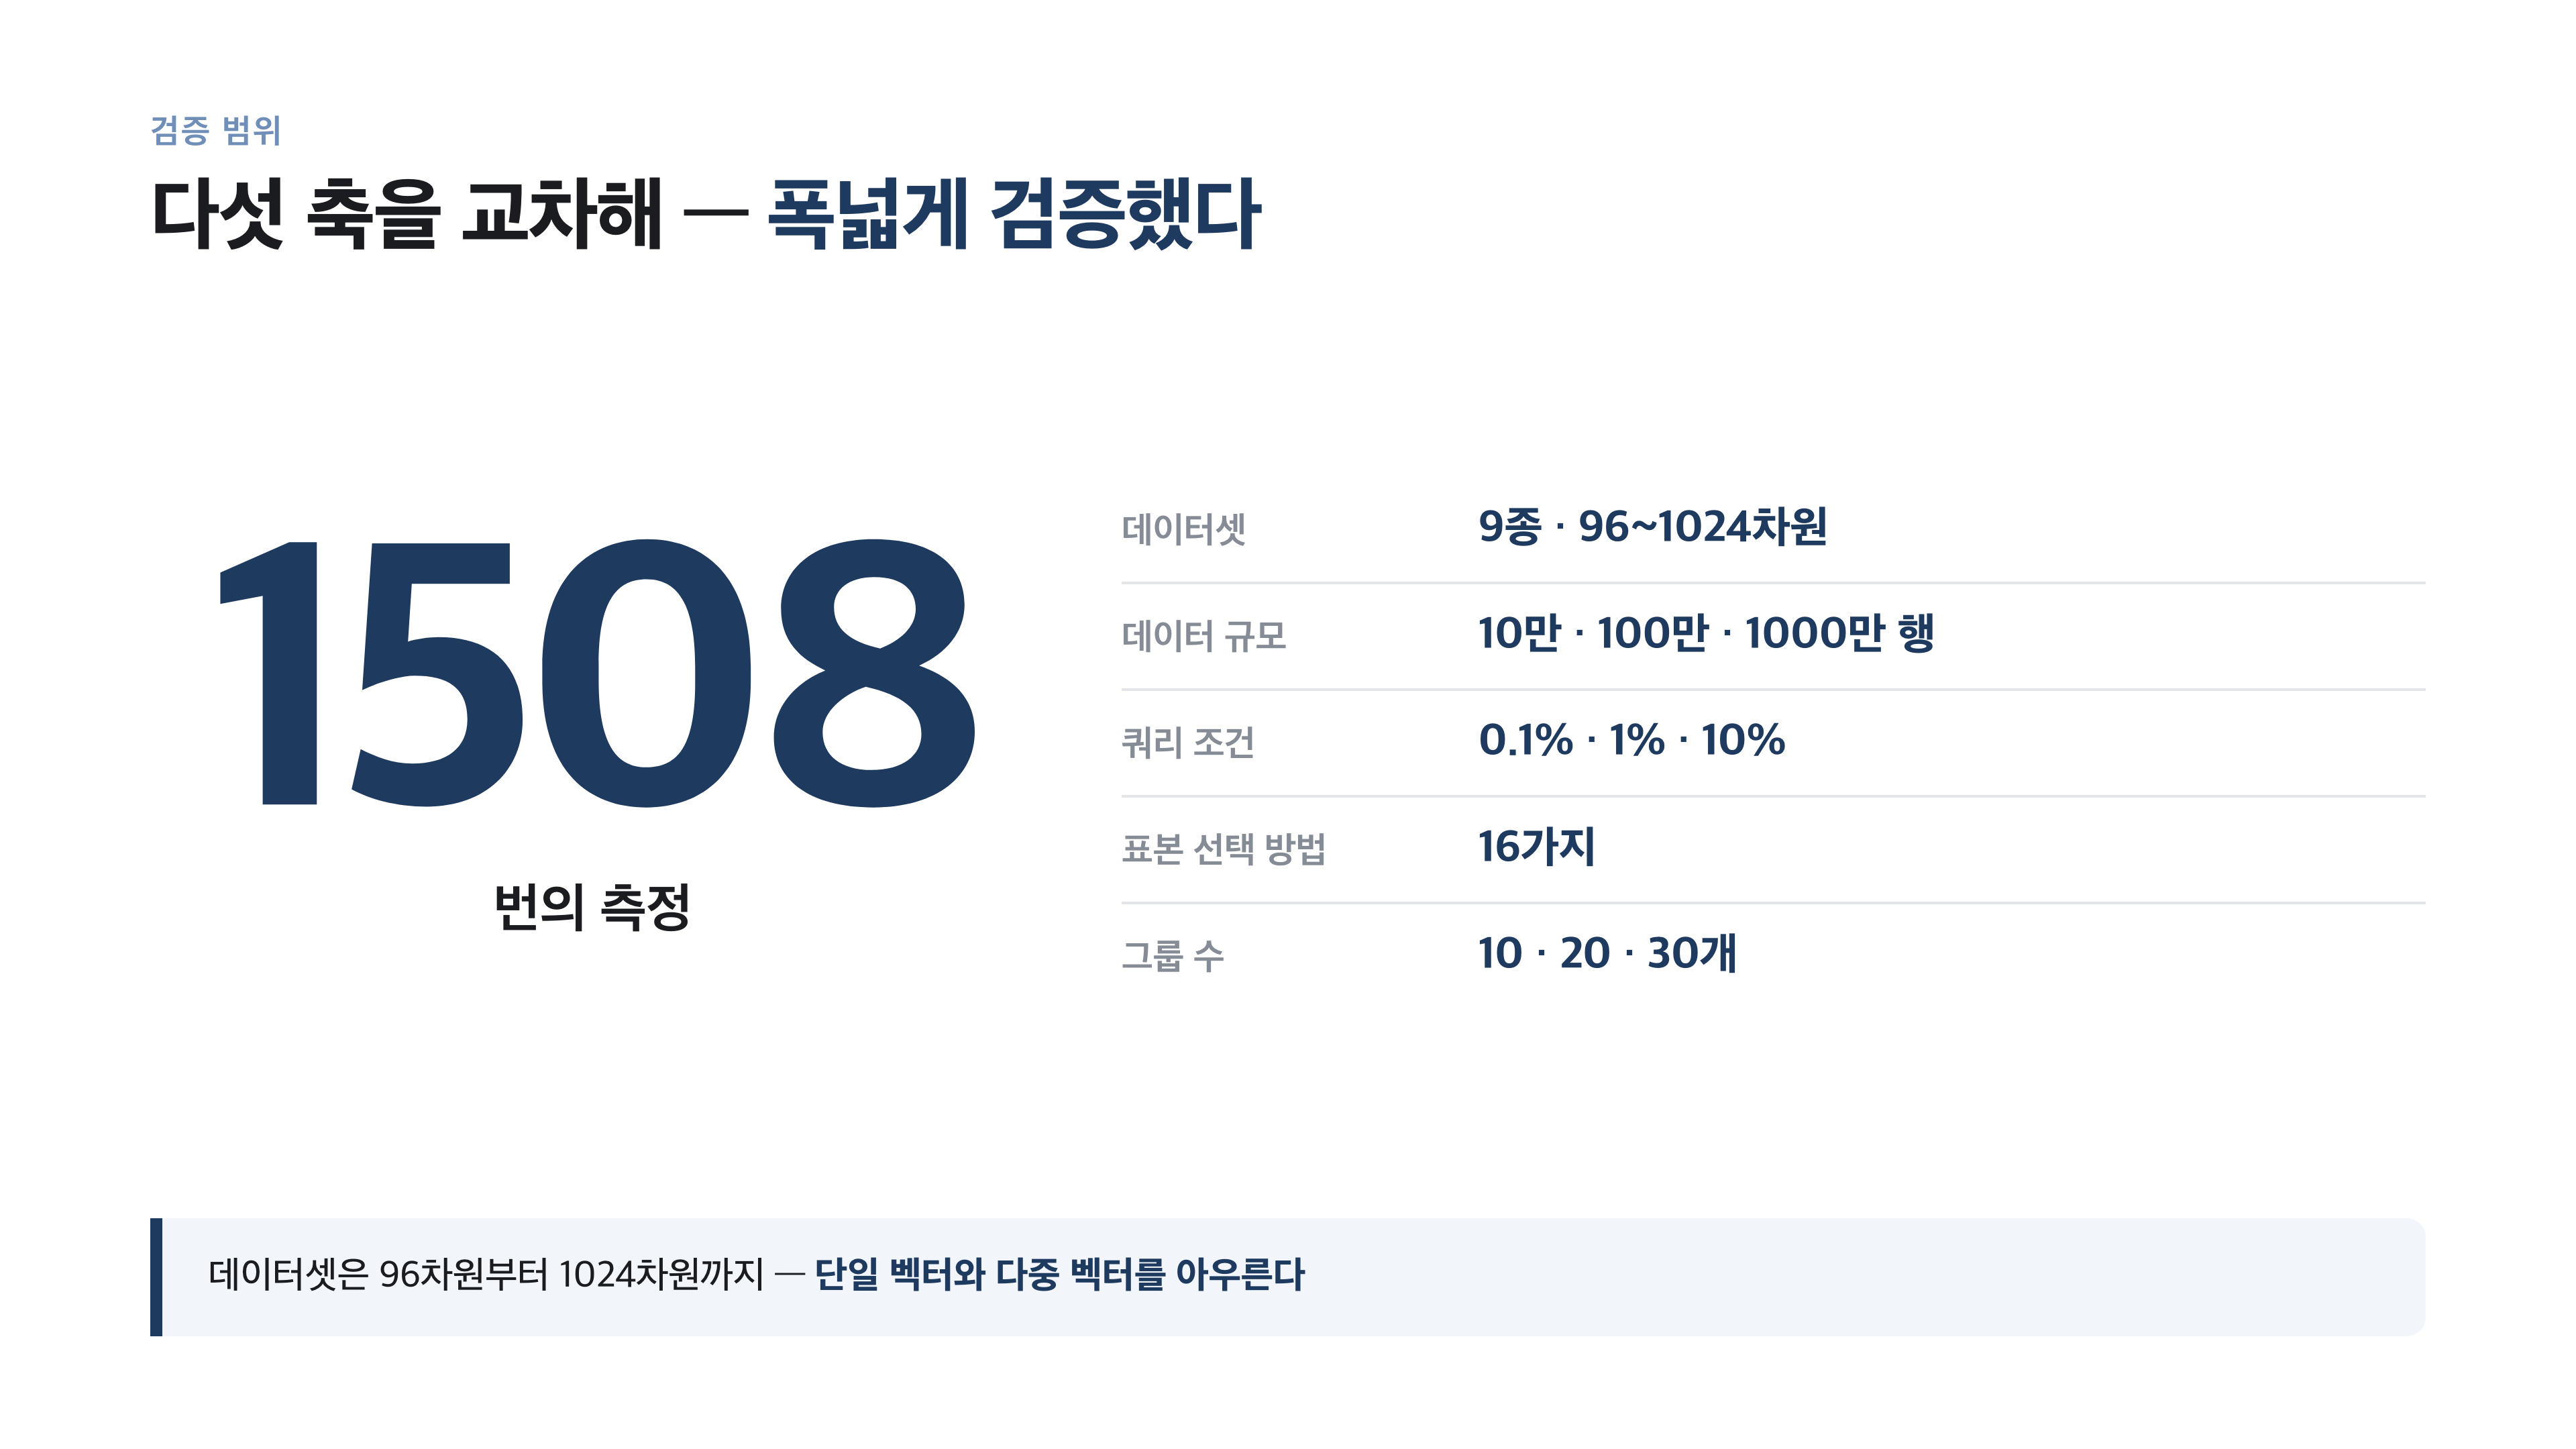 검증 범위
다섯 축을 교차해 — 폭넓게 검증했다
1508
번의 측정
데이터셋 9종 · 96~1024차원
데이터 규모 10만 · 100만 · 1000만 행
쿼리 조건 0.1% · 1% · 10%
표본 선택 방법 16가지
그룹 수 10 · 20 · 30개
데이터셋은 96차원부터 1024차원까지 — 단일 벡터와 다중 벡터를 아우른다